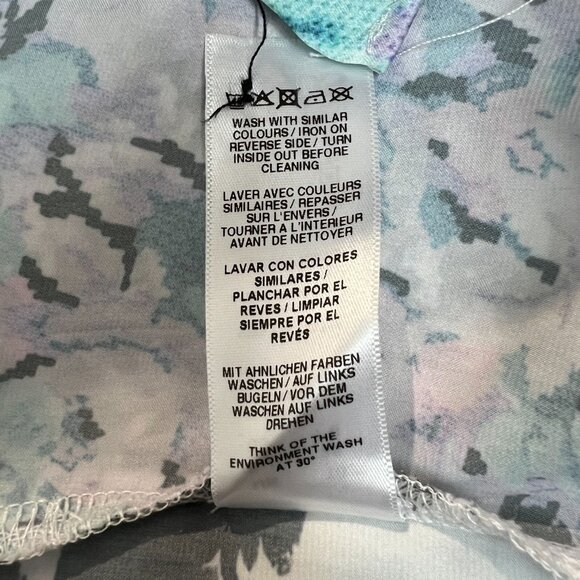 WASH WITH SIMILAR
COLOURS / IRON ON
REVERSE SIDE / TURN
INSIDE OUT BEFORE
CLEANING
LAVER AVEC COULEURS
SIMILAIRES / REPASSER
SUR L'ENVERS /
TOURNER A L'INTERIEUR
AVANT DE NETTOYER
LAVAR CON COLORES
SIMILARES /
PLANCHAR POR EL
REVES / LIMPIAR
SIEMPRE POR EL
REVÉS
MIT AHNLICHEN FARBEN
WASCHEN / AUF LINKS
BUGELN / VOR DEM
WASCHEN AUF LINKS
DREHEN
THINK OF THE
ENVIRONMENT WASH
AT 30°